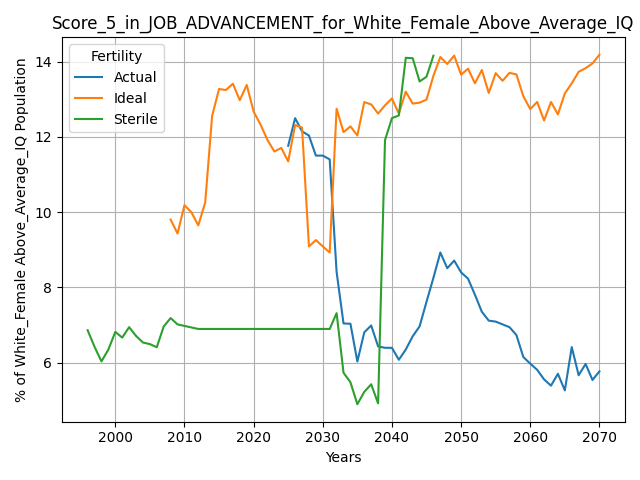 Score_5_in_JOB_ADVANCEMENT_for_White_Female_Above_Average_IQ
% of White_Female Above_Average_IQ Population
14
12
10
8
6
Fertility
Actual
Ideal
Sterile
2000 2010 2020 2030 2040 2050 2060 2070
Years